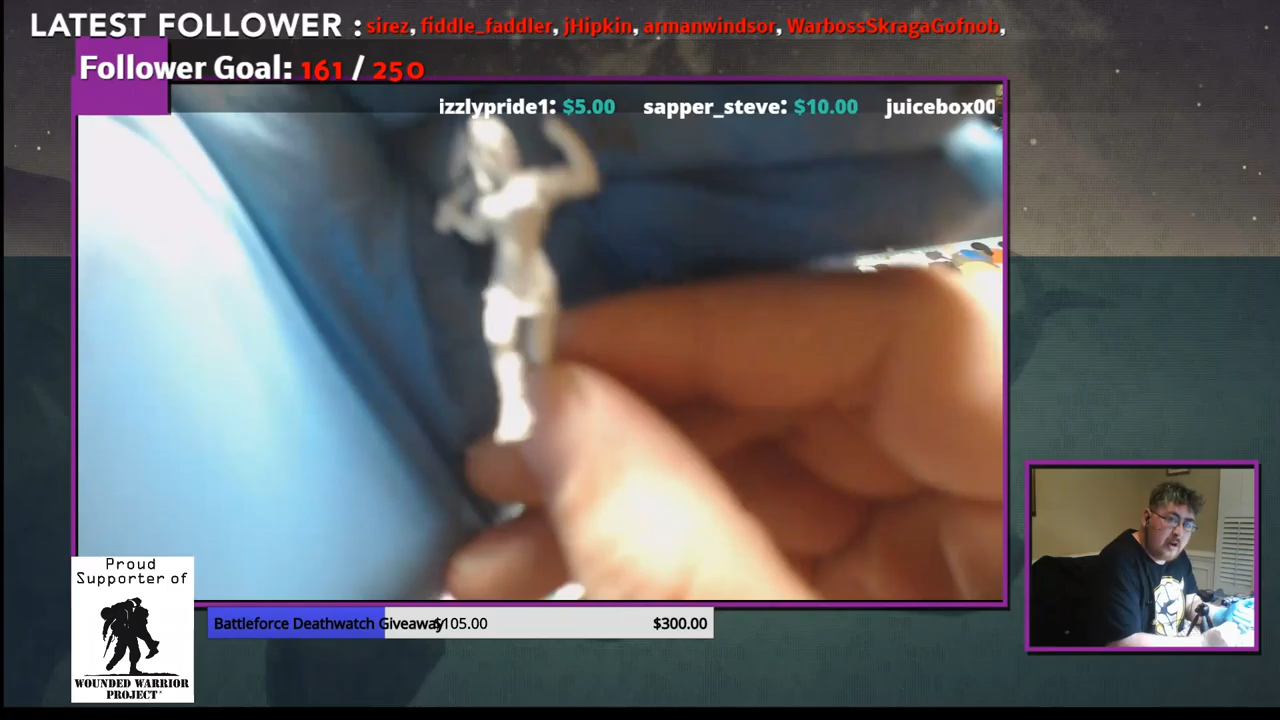 LATEST FOLLOWER : sirez, fiddle_faddler, jHipkin, armanwindsor, WarbossSkragaGofnob,
Follower Goal: 161 / 250
izzlypride1: $5.00 sapper_steve: $10.00 juicebox00
Proud
Supporter of
WOUNDED WARRIOR
PROJECT
Battleforce Deathwatch Giveaway $105.00 $300.00